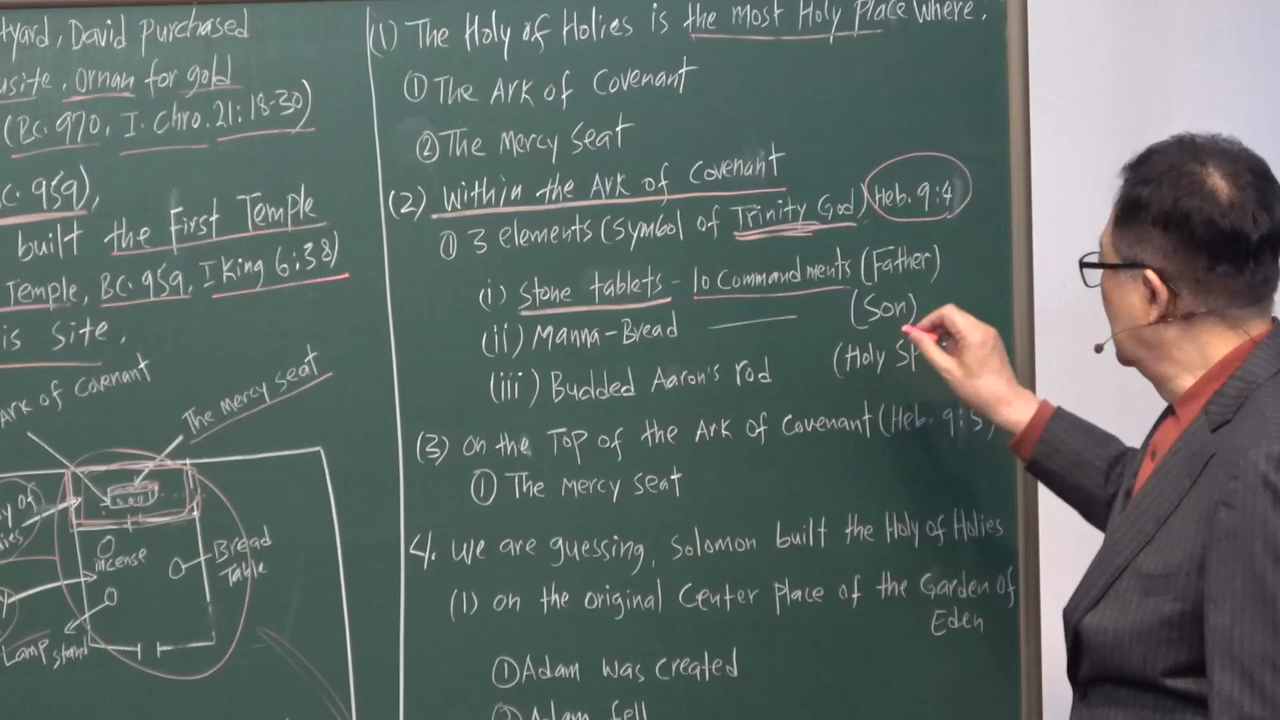 tyard, David purchased
usite, Ornan for gold
(BC. 970, I. Chro. 21:18-30)
C. 959),
built the First Temple
Temple, BC. 959, I King 6:38)
is site.
Ark of covenant
The mercy seat
y of
ies
incense
Bread
Table
Lamp stand
(1) The Holy of Holies is the most Holy Place where,
① The Ark of Covenant
② The Mercy seat
(2) Within the Ark of Covenant
① 3 elements (Symbol of Trinity God) Heb. 9:4
(i) Stone tablets - 10 Commandments (Father)
(ii) Manna-Bread —— (Son)
(iii) Budded Aaron's rod (Holy Sp
(3) On the Top of the Ark of Covenant (Heb. 9:5)
① The mercy seat
4. We are guessing, Solomon built the Holy of Holies
(1) on the original Center place of the Garden of
Eden
① Adam was created
② Adam fell